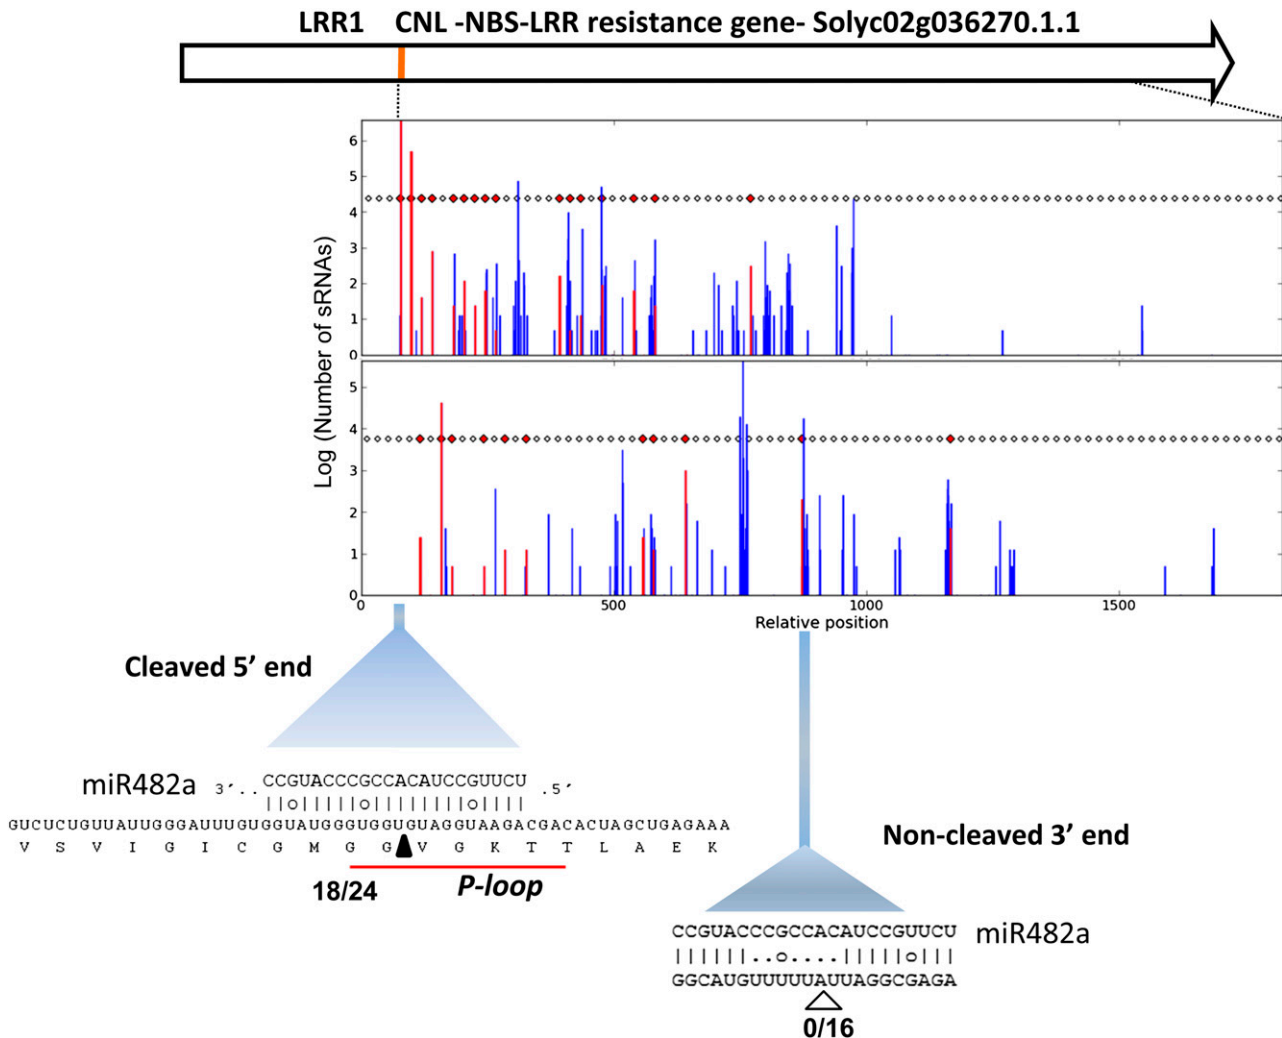 LRR1 CNL -NBS-LRR resistance gene- Solyc02g036270.1.1
6
5
4
3
2
1
0
Log (Number of sRNAs)
5
4
3
2
1
0
0 500 1000 1500
Relative position
Cleaved 5’ end
miR482a 3′.. CCGUACCCGCCACAUCCGUUCU .5′
GUCUCUGUUAUUGGGAUUUGUGGUAUGGGUGGUGUAGGUAAGACGACACUAGCUGAGAAA
V S V I G I C G M G G V G K T T L A E K
18/24 P-loop
Non-cleaved 3’ end
CCGUACCCGCCACAUCCGUUCU miR482a
GGCAUGUUUUUAUUAGGCGAGA
0/16